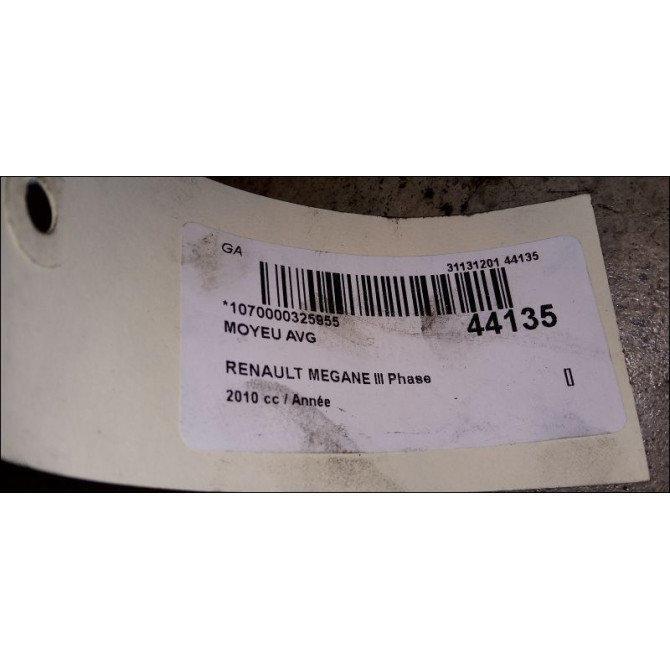 GA
31131201 44135
*1070000325955
44135
MOYEU AVG
RENAULT MEGANE III Phase
2010 cc / Année